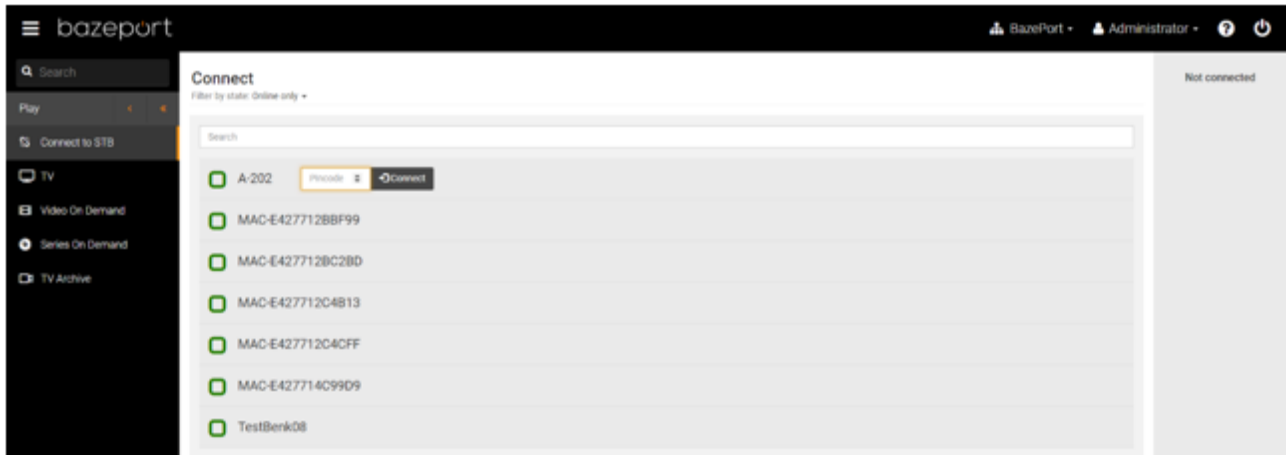 bazeport
BazePort
Administrator
?
Search
Play
Connect to STB
TV
Video On Demand
Series On Demand
TV Archive
Connect
Filter by state: Online only
Search
A-202 Pincode Connect
MAC-E427712BBF99
MAC-E427712BC2BD
MAC-E427712C4B13
MAC-E427712C4CFF
MAC-E427714C99D9
TestBenk08
Not connected